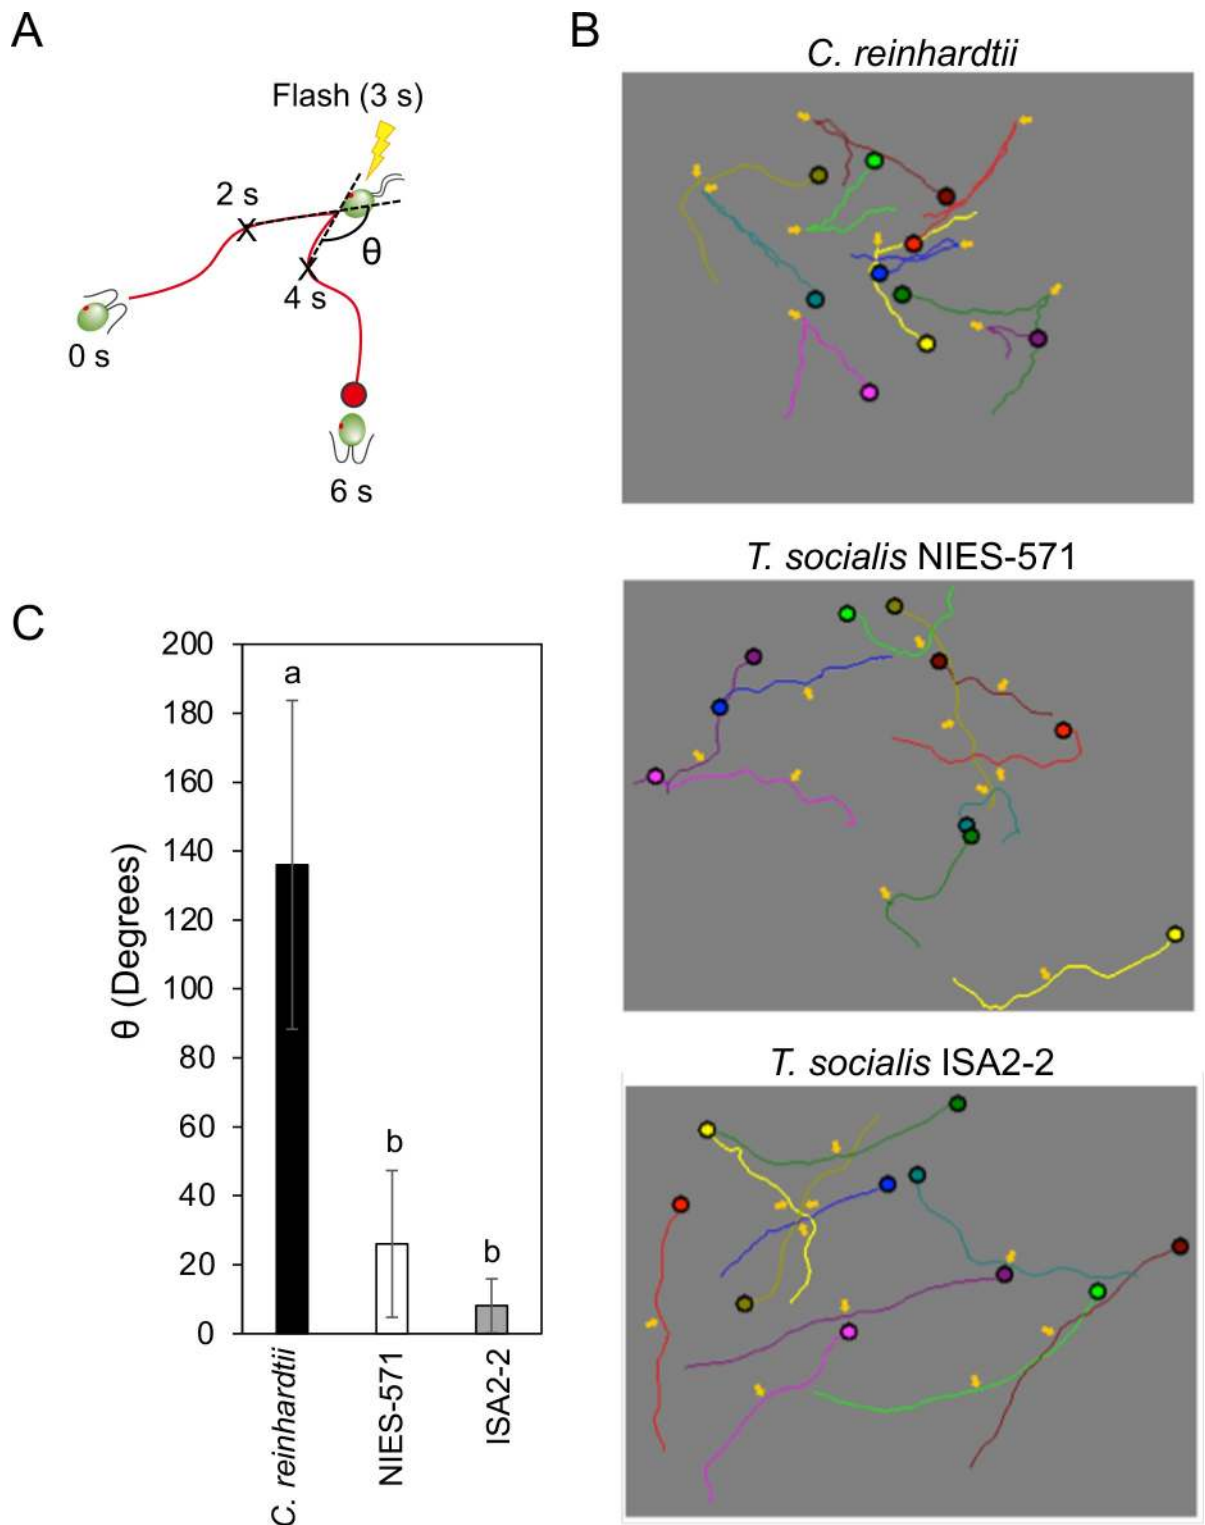 A
Flash (3 s)
2 s
θ
4 s
0 s
6 s
B
C. reinhardtii
T. socialis NIES-571
T. socialis ISA2-2
C
θ (Degrees)
200
180
160
140
120
100
80
60
40
20
0
a
b
b
C. reinhardtii
NIES-571
ISA2-2